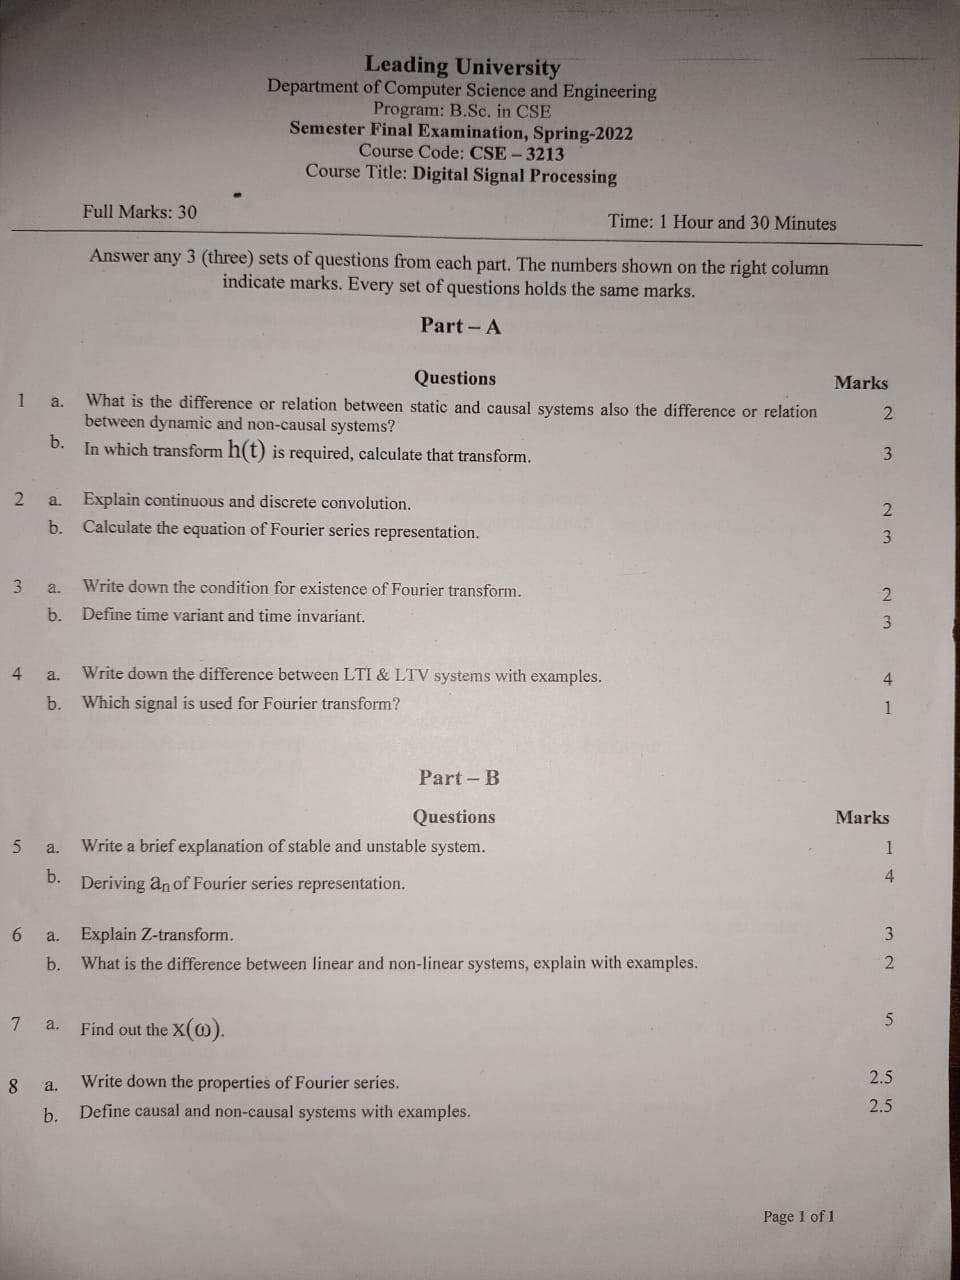 Leading University
Department of Computer Science and Engineering
Program: B.Sc. in CSE
Semester Final Examination, Spring-2022
Course Code: CSE – 3213
Course Title: Digital Signal Processing
Full Marks: 30 Time: 1 Hour and 30 Minutes
Answer any 3 (three) sets of questions from each part. The numbers shown on the right column
indicate marks. Every set of questions holds the same marks.
Part – A
Questions Marks
1 a. What is the difference or relation between static and causal systems also the difference or relation 2
between dynamic and non-causal systems?
b. In which transform h(t) is required, calculate that transform. 3
2 a. Explain continuous and discrete convolution. 2
b. Calculate the equation of Fourier series representation. 3
3 a. Write down the condition for existence of Fourier transform. 2
b. Define time variant and time invariant. 3
4 a. Write down the difference between LTI & LTV systems with examples. 4
b. Which signal is used for Fourier transform? 1
Part – B
Questions Marks
5 a. Write a brief explanation of stable and unstable system. 1
b. Deriving aₙ of Fourier series representation. 4
6 a. Explain Z-transform. 3
b. What is the difference between linear and non-linear systems, explain with examples. 2
7 a. Find out the x(ω). 5
8 a. Write down the properties of Fourier series. 2.5
b. Define causal and non-causal systems with examples. 2.5
Page 1 of 1